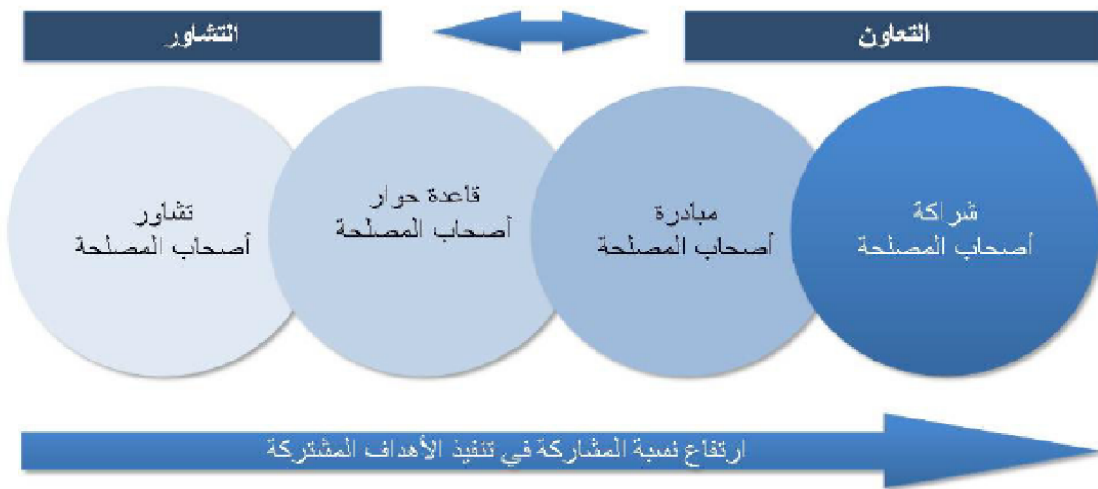 التشاور
التعاون
تشاور
أصحاب المصلحة
قاعدة حوار
أصحاب المصلحة
مبادرة
أصحاب المصلحة
شراكة
أصحاب المصلحة
ارتفاع نسبة المشاركة في تنفيذ الأهداف المشتركة